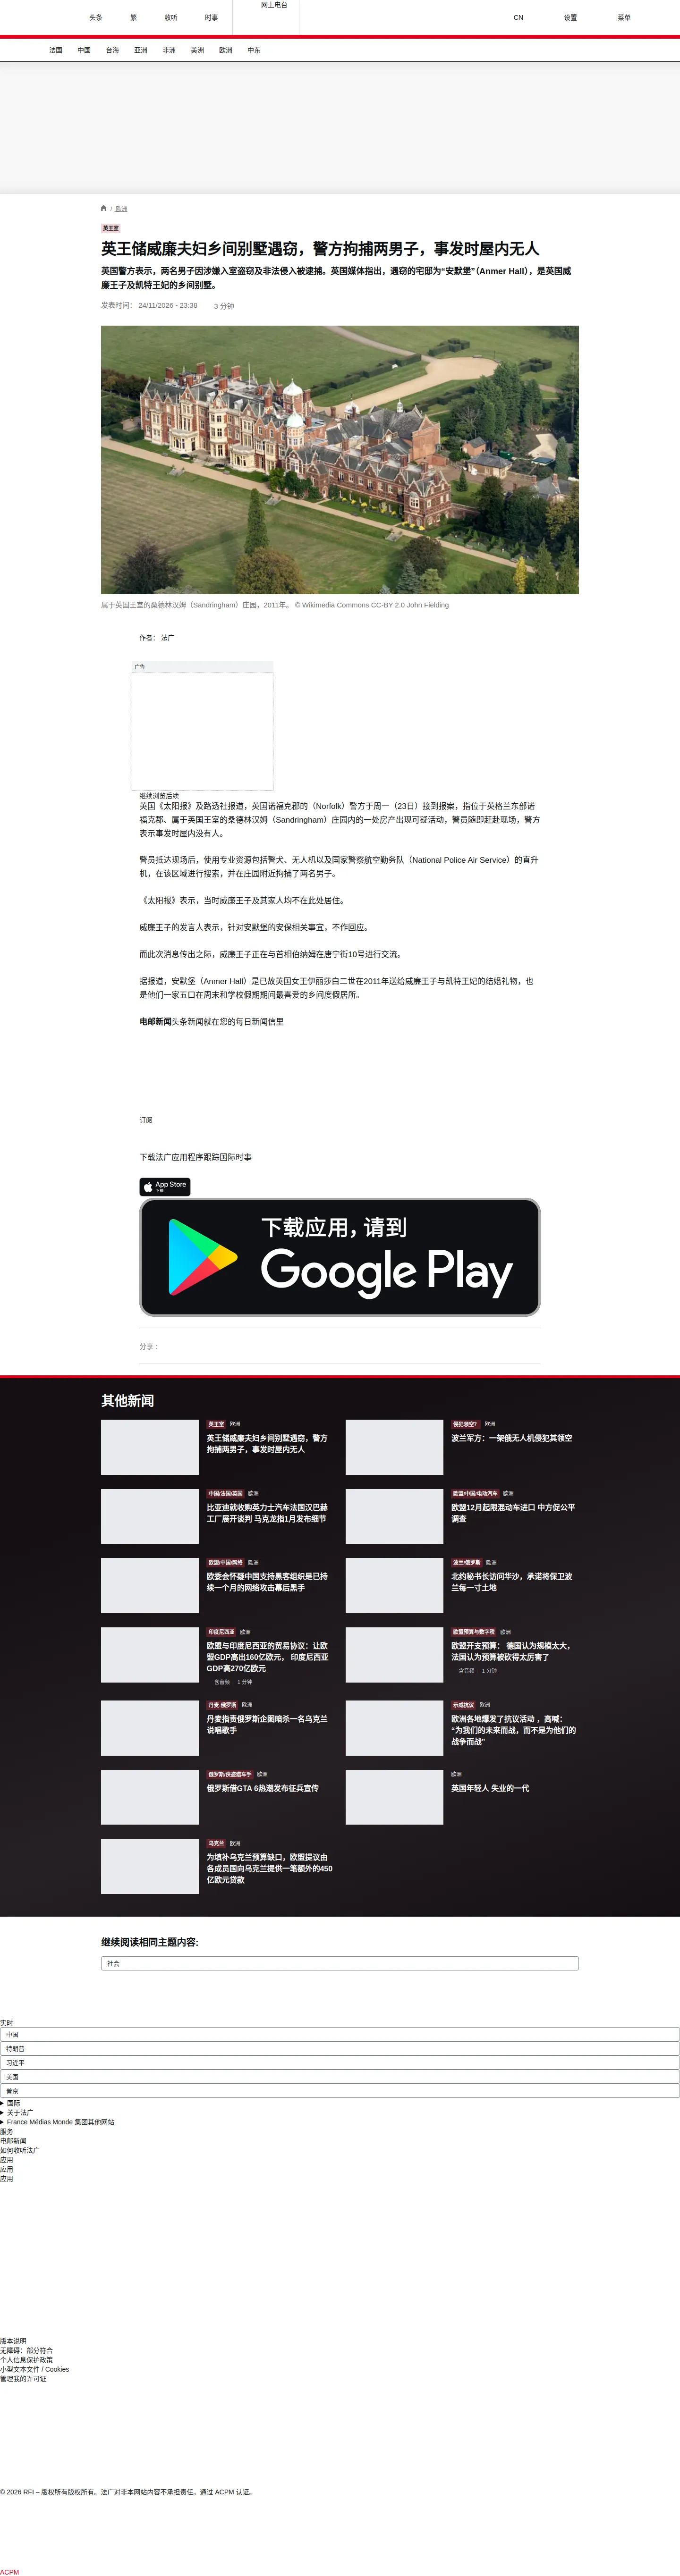 头条
繁
收听
时事
网上电台
CN
设置
菜单
法国
中国
台海
亚洲
非洲
美洲
欧洲
中东
/ 欧洲
英王室
英王储威廉夫妇乡间别墅遇窃，警方拘捕两男子，事发时屋内无人
英国警方表示，两名男子因涉嫌入室盗窃及非法侵入被逮捕。英国媒体指出，遇窃的宅邸为“安默堡”（Anmer Hall），是英国威
廉王子及凯特王妃的乡间别墅。
发表时间： 24/11/2026 - 23:38
3 分钟
属于英国王室的桑德林汉姆（Sandringham）庄园，2011年。 © Wikimedia Commons CC-BY 2.0 John Fielding
作者： 法广
广告
继续浏览后续
英国《太阳报》及路透社报道，英国诺福克郡的（Norfolk）警方于周一（23日）接到报案，指位于英格兰东部诺
福克郡、属于英国王室的桑德林汉姆（Sandringham）庄园内的一处房产出现可疑活动，警员随即赶赴现场，警方
表示事发时屋内没有人。
警员抵达现场后，使用专业资源包括警犬、无人机以及国家警察航空勤务队（National Police Air Service）的直升
机，在该区域进行搜索，并在庄园附近拘捕了两名男子。
《太阳报》表示，当时威廉王子及其家人均不在此处居住。
威廉王子的发言人表示，针对安默堡的安保相关事宜，不作回应。
而此次消息传出之际，威廉王子正在与首相伯纳姆在唐宁街10号进行交流。
据报道，安默堡（Anmer Hall）是已故英国女王伊丽莎白二世在2011年送给威廉王子与凯特王妃的结婚礼物，也
是他们一家五口在周末和学校假期期间最喜爱的乡间度假居所。
电邮新闻头条新闻就在您的每日新闻信里
订阅
下载法广应用程序跟踪国际时事
App Store
下载
下载应用，请到
Google Play
分享 :
其他新闻
英王室 欧洲
英王储威廉夫妇乡间别墅遇窃，警方
拘捕两男子，事发时屋内无人
侵犯领空? 欧洲
波兰军方：一架俄无人机侵犯其领空
中国/法国/英国 欧洲
比亚迪就收购英力士汽车法国汉巴赫
工厂展开谈判 马克龙指1月发布细节
欧盟/中国/电动汽车 欧洲
欧盟12月起限混动车进口 中方促公平
调查
欧盟/中国/网络 欧洲
欧委会怀疑中国支持黑客组织是已持
续一个月的网络攻击幕后黑手
波兰/俄罗斯 欧洲
北约秘书长访问华沙，承诺将保卫波
兰每一寸土地
印度尼西亚 欧洲
欧盟与印度尼西亚的贸易协议：让欧
盟GDP高出160亿欧元， 印度尼西亚
GDP高270亿欧元
含音频 1 分钟
欧盟预算与数字税 欧洲
欧盟开支预算： 德国认为规模太大，
法国认为预算被砍得太厉害了
含音频 1 分钟
丹麦-俄罗斯 欧洲
丹麦指责俄罗斯企图暗杀一名乌克兰
说唱歌手
示威抗议 欧洲
欧洲各地爆发了抗议活动 ，高喊：
“为我们的未来而战，而不是为他们的
战争而战”
俄罗斯/侠盗猎车手 欧洲
俄罗斯借GTA 6热潮发布征兵宣传
欧洲
英国年轻人 失业的一代
乌克兰 欧洲
为填补乌克兰预算缺口，欧盟提议由
各成员国向乌克兰提供一笔额外的450
亿欧元贷款
继续阅读相同主题内容:
社会
实时
中国
特朗普
习近平
美国
普京
国际
关于法广
France Médias Monde 集团其他网站
服务
电邮新闻
如何收听法广
应用
应用
应用
版本说明
无障碍：部分符合
个人信息保护政策
小型文本文件 / Cookies
管理我的许可证
© 2026 RFI – 版权所有版权所有。法广对非本网站内容不承担责任。通过 ACPM 认证。
ACPM